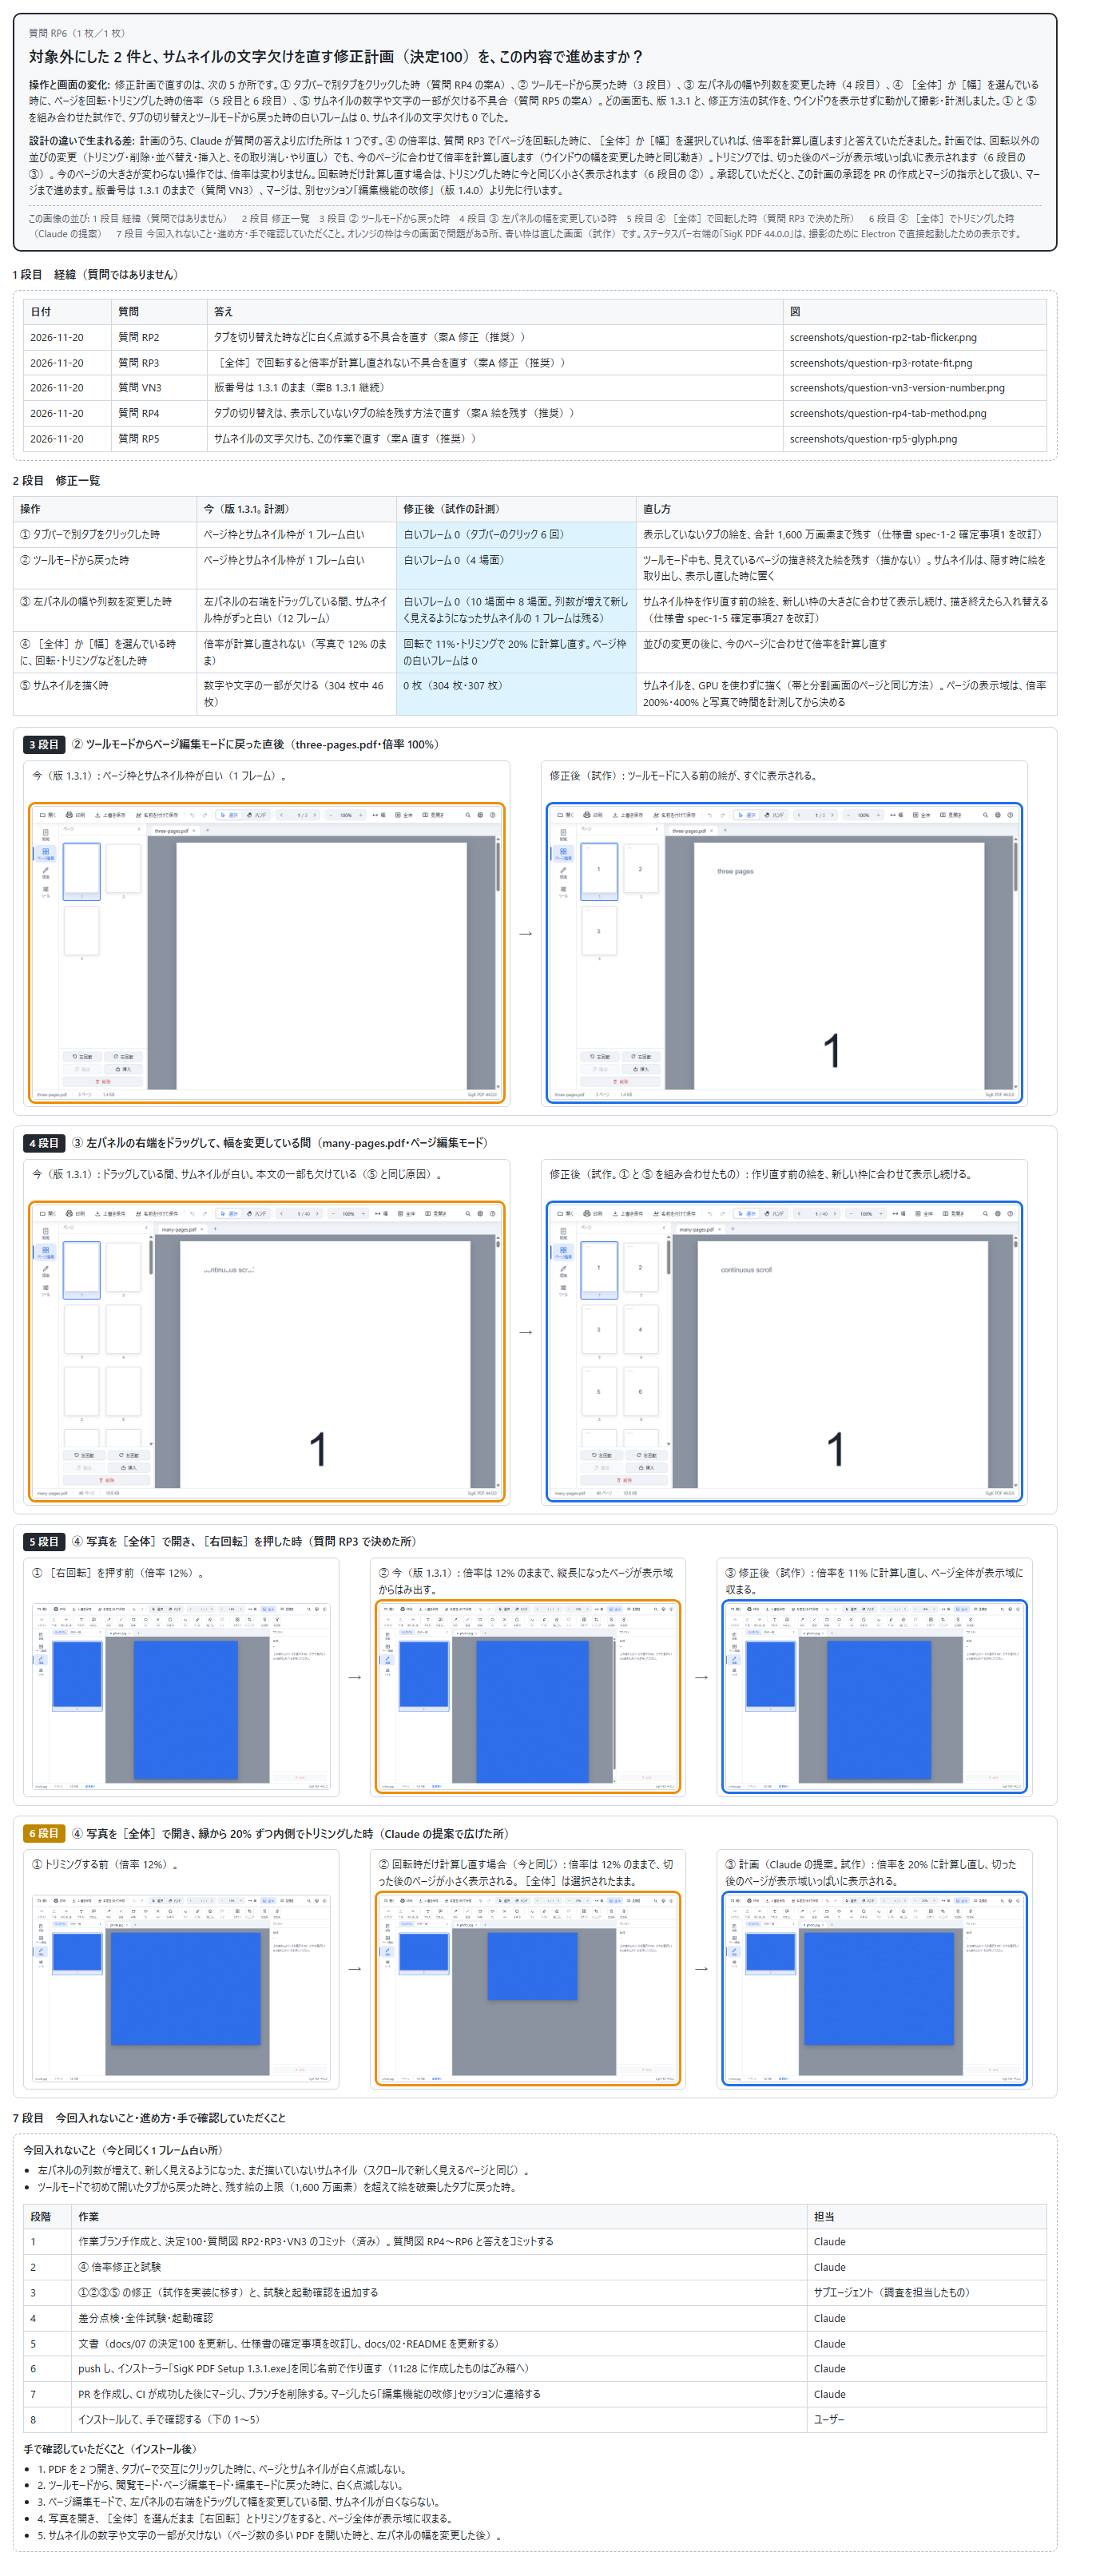 質問 RP6（1 枚／1 枚）
対象外にした 2 件と、サムネイルの文字欠けを直す修正計画（決定100）を、この内容で進めますか？
操作と画面の変化: 修正計画で直すのは、次の 5 か所です。① タブバーで別タブをクリックした時（質問 RP4 の案A）、② ツールモードから戻った時（3 段目）、③ 左パネルの幅や列数を変更した時（4 段目）、④ ［全体］か［幅］を選んでいる
時に、ページを回転・トリミングした時の倍率（5 段目と 6 段目）、⑤ サムネイルの数字や文字の一部が欠ける不具合（質問 RP5 の案A）。どの画面も、版 1.3.1 と、修正方法の試作を、ウインドウを表示せずに動かして撮影・計測しました。① と ⑤
を組み合わせた試作で、タブの切り替えとツールモードから戻った時の白いフレームは 0、サムネイルの文字欠けも 0 でした。
設計の違いで生まれる差: 計画のうち、Claude が質問の答えより広げた所は 1 つです。④ の倍率は、質問 RP3 で「ページを回転した時に、［全体］か［幅］を選択していれば、倍率を計算し直します」と答えていただきました。計画では、回転以外の
並びの変更（トリミング・削除・並べ替え・挿入と、その取り消し・やり直し）でも、今のページに合わせて倍率を計算し直します（ウインドウの幅を変更した時と同じ動き）。トリミングでは、切った後のページが表示域いっぱいに表示されます（6 段目の
③）。今のページの大きさが変わらない操作では、倍率は変わりません。回転時だけ計算し直す場合は、トリミングした時に今と同じく小さく表示されます（6 段目の ②）。承認していただくと、この計画の承認を PR の作成とマージの指示として扱い、マー
ジまで進めます。版番号は 1.3.1 のままで（質問 VN3）、マージは、別セッション「編集機能の改修」（版 1.4.0）より先に行います。
この画像の並び: 1 段目 経緯（質問ではありません） 2 段目 修正一覧 3 段目 ② ツールモードから戻った時 4 段目 ③ 左パネルの幅を変更している時 5 段目 ④ ［全体］で回転した時（質問 RP3 で決めた所） 6 段目 ④ ［全体］でトリミングした時
（Claude の提案） 7 段目 今回入れないこと・進め方・手で確認していただくこと。オレンジの枠は今の画面で問題がある所、青い枠は直した画面（試作）です。ステータスバー右端の「SigK PDF 44.0.0」は、撮影のために Electron で直接起動したための表示です。
1 段目 経緯（質問ではありません）
日付 質問 答え 図
2026-11-20 質問 RP2 タブを切り替えた時などに白く点滅する不具合を直す（案A 修正（推奨）） screenshots/question-rp2-tab-flicker.png
2026-11-20 質問 RP3 ［全体］で回転すると倍率が計算し直されない不具合を直す（案A 修正（推奨）） screenshots/question-rp3-rotate-fit.png
2026-11-20 質問 VN3 版番号は 1.3.1 のまま（案B 1.3.1 継続） screenshots/question-vn3-version-number.png
2026-11-20 質問 RP4 タブの切り替えは、表示していないタブの絵を残す方法で直す（案A 絵を残す（推奨）） screenshots/question-rp4-tab-method.png
2026-11-20 質問 RP5 サムネイルの文字欠けも、この作業で直す（案A 直す（推奨）） screenshots/question-rp5-glyph.png
2 段目 修正一覧
操作 今（版 1.3.1。計測） 修正後（試作の計測） 直し方
① タブバーで別タブをクリックした時 ページ枠とサムネイル枠が 1 フレーム白い 白いフレーム 0（タブバーのクリック 6 回） 表示していないタブの絵を、合計 1,600 万画素まで残す（仕様書 spec-1-2 確定事項1 を改訂）
② ツールモードから戻った時 ページ枠とサムネイル枠が 1 フレーム白い 白いフレーム 0（4 場面） ツールモード中も、見えているページの描き終えた絵を残す（描かない）。サムネイルは、隠す時に絵を
取り出し、表示し直した時に置く
③ 左パネルの幅や列数を変更した時 左パネルの右端をドラッグしている間、サムネイ
ル枠がずっと白い（12 フレーム） 白いフレーム 0（10 場面中 8 場面。列数が増えて新し
く見えるようになったサムネイルの 1 フレームは残る） サムネイル枠を作り直す前の絵を、新しい枠の大きさに合わせて表示し続け、描き終えたら入れ替える
（仕様書 spec-1-5 確定事項27 を改訂）
④ ［全体］か［幅］を選んでいる時
に、回転・トリミングなどをした時 倍率が計算し直されない（写真で 12% のま
ま） 回転で 11%・トリミングで 20% に計算し直す。ページ枠
の白いフレームは 0 並びの変更の後に、今のページに合わせて倍率を計算し直す
⑤ サムネイルを描く時 数字や文字の一部が欠ける（304 枚中 46
枚） 0 枚（304 枚・307 枚） サムネイルを、GPU を使わずに描く（帯と分割画面のページと同じ方法）。ページの表示域は、倍率
200%・400% と写真で時間を計測してから決める
3 段目 ② ツールモードからページ編集モードに戻った直後（three-pages.pdf・倍率 100%）
今（版 1.3.1）: ページ枠とサムネイル枠が白い（1 フレーム）。
修正後（試作）: ツールモードに入る前の絵が、すぐに表示される。
three pages
1
4 段目 ③ 左パネルの右端をドラッグして、幅を変更している間（many-pages.pdf・ページ編集モード）
今（版 1.3.1）: ドラッグしている間、サムネイルが白い。本文の一部も欠けている（⑤ と同じ原因）。
修正後（試作。① と ⑤ を組み合わせたもの）: 作り直す前の絵を、新しい枠に合わせて表示し続ける。
1
continuous scroll
1
5 段目 ④ 写真を［全体］で開き、［右回転］を押した時（質問 RP3 で決めた所）
① ［右回転］を押す前（倍率 12%）。
② 今（版 1.3.1）: 倍率は 12% のままで、縦長になったページが表示域
からはみ出す。
③ 修正後（試作）: 倍率を 11% に計算し直し、ページ全体が表示域に
収まる。
6 段目 ④ 写真を［全体］で開き、縁から 20% ずつ内側でトリミングした時（Claude の提案で広げた所）
① トリミングする前（倍率 12%）。
② 回転時だけ計算し直す場合（今と同じ）: 倍率は 12% のままで、切
った後のページが小さく表示される。［全体］は選択されたまま。
③ 計画（Claude の提案。試作）: 倍率を 20% に計算し直し、切った
後のページが表示域いっぱいに表示される。
7 段目 今回入れないこと・進め方・手で確認していただくこと
今回入れないこと（今と同じく 1 フレーム白い所）
• 左パネルの列数が増えて、新しく見えるようになった、まだ描いていないサムネイル（スクロールで新しく見えるページと同じ）。
• ツールモードで初めて開いたタブから戻った時と、残す絵の上限（1,600 万画素）を超えて絵を破棄したタブに戻った時。
段階 作業 担当
1 作業ブランチ作成と、決定100・質問図 RP2・RP3・VN3 のコミット（済み）。質問図 RP4～RP6 と答えをコミットする Claude
2 ④ 倍率修正と試験 Claude
3 ①②③⑤ の修正（試作を実装に移す）と、試験と起動確認を追加する サブエージェント（調査を担当したもの）
4 差分点検・全件試験・起動確認 Claude
5 文書（docs/07 の決定100 を更新し、仕様書の確定事項を改訂し、docs/02・README を更新する） Claude
6 push し、インストーラー「SigK PDF Setup 1.3.1.exe」を同じ名前で作り直す（11:28 に作成したものはごみ箱へ） Claude
7 PR を作成し、CI が成功した後にマージし、ブランチを削除する。マージしたら「編集機能の改修」セッションに連絡する Claude
8 インストールして、手で確認する（下の 1～5） ユーザー
手で確認していただくこと（インストール後）
• 1. PDF を 2 つ開き、タブバーで交互にクリックした時に、ページとサムネイルが白く点滅しない。
• 2. ツールモードから、閲覧モード・ページ編集モード・編集モードに戻った時に、白く点滅しない。
• 3. ページ編集モードで、左パネルの右端をドラッグして幅を変更している間、サムネイルが白くならない。
• 4. 写真を開き、［全体］を選んだまま［右回転］とトリミングをすると、ページ全体が表示域に収まる。
• 5. サムネイルの数字や文字の一部が欠けない（ページ数の多い PDF を開いた時と、左パネルの幅を変更した後）。